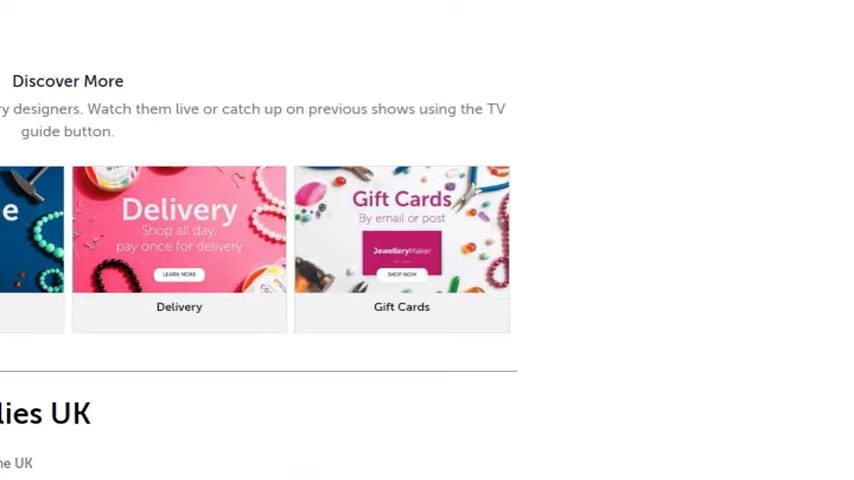 Discover More
designers. Watch them live or catch up on previous shows using the TV
guide button.
e
Delivery
Shop all day,
pay once for delivery
LEARN MORE
Delivery
Gift Cards
By email or post
JewelleryMaker
SHOP NOW
Gift Cards
lies UK
UK